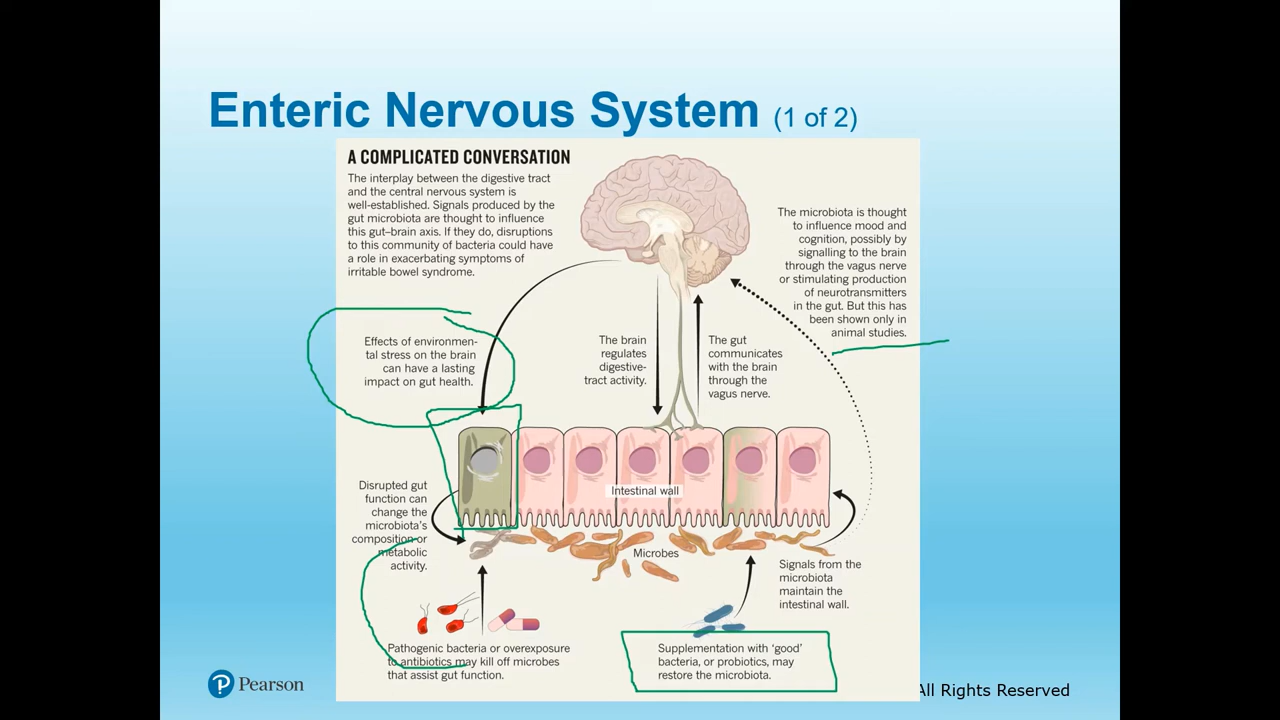 Enteric Nervous System (1 of 2)
A COMPLICATED CONVERSATION
The interplay between the digestive tract
and the central nervous system is
well-established. Signals produced by the
gut microbiota are thought to influence
this gut–brain axis. If they do, disruptions
to this community of bacteria could have
a role in exacerbating symptoms of
irritable bowel syndrome.
The microbiota is thought
to influence mood and
cognition, possibly by
signalling to the brain
through the vagus nerve
or stimulating production
of neurotransmitters
in the gut. But this has
been shown only in
animal studies.
Effects of environmen-
tal stress on the brain
can have a lasting
impact on gut health.
The brain
regulates
digestive-
tract activity.
The gut
communicates
with the brain
through the
vagus nerve.
Disrupted gut
function can
change the
microbiota's
composition or
metabolic
activity.
Intestinal wall
Microbes
Signals from the
microbiota
maintain the
intestinal wall.
Pathogenic bacteria or overexposure
to antibiotics may kill off microbes
that assist gut function.
Supplementation with 'good'
bacteria, or probiotics, may
restore the microbiota.
Pearson
All Rights Reserved